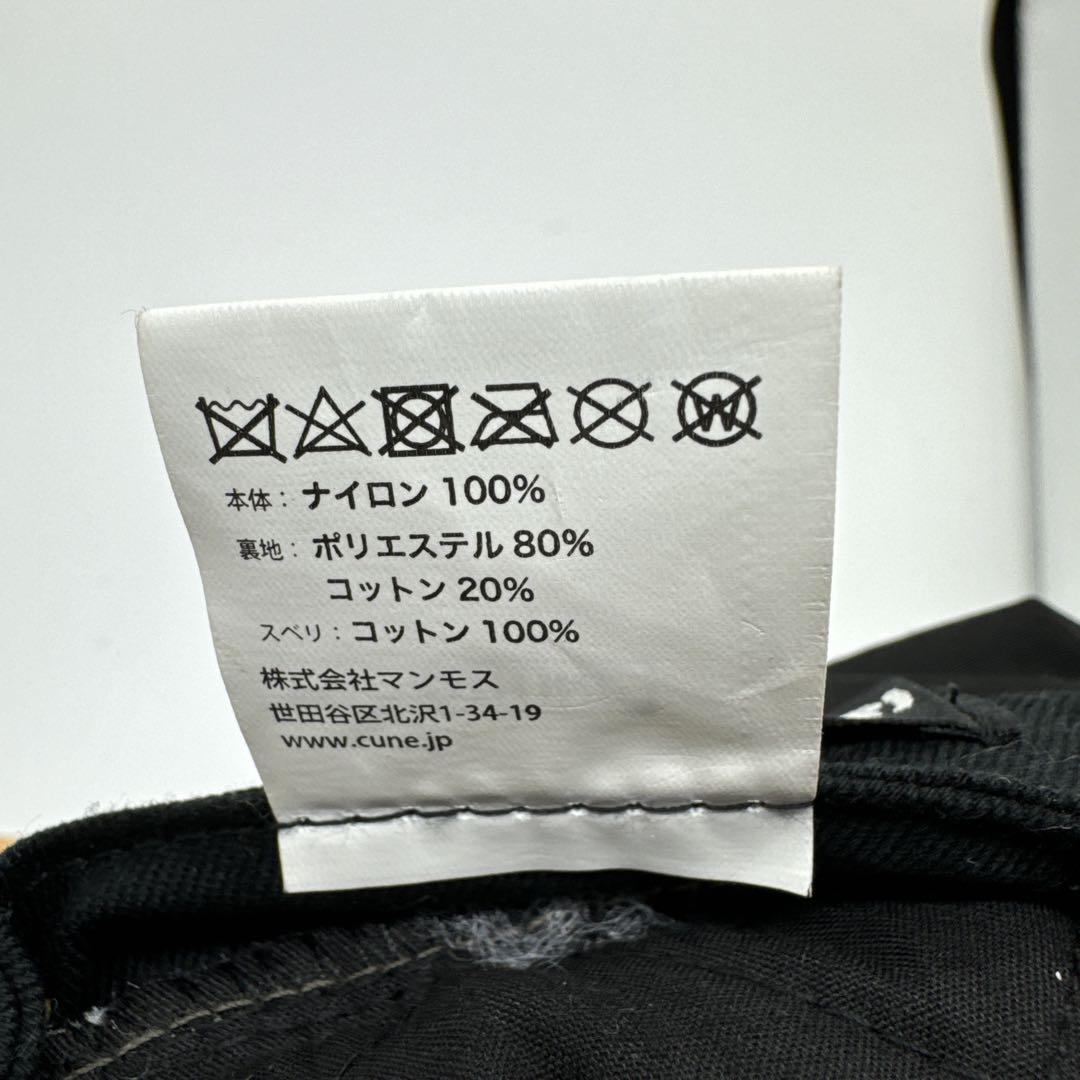 W
本体：ナイロン 100%
裏地：ポリエステル 80%
コットン 20%
スベリ：コットン 100%
株式会社マンモス
世田谷区北沢1-34-19
www.cune.jp